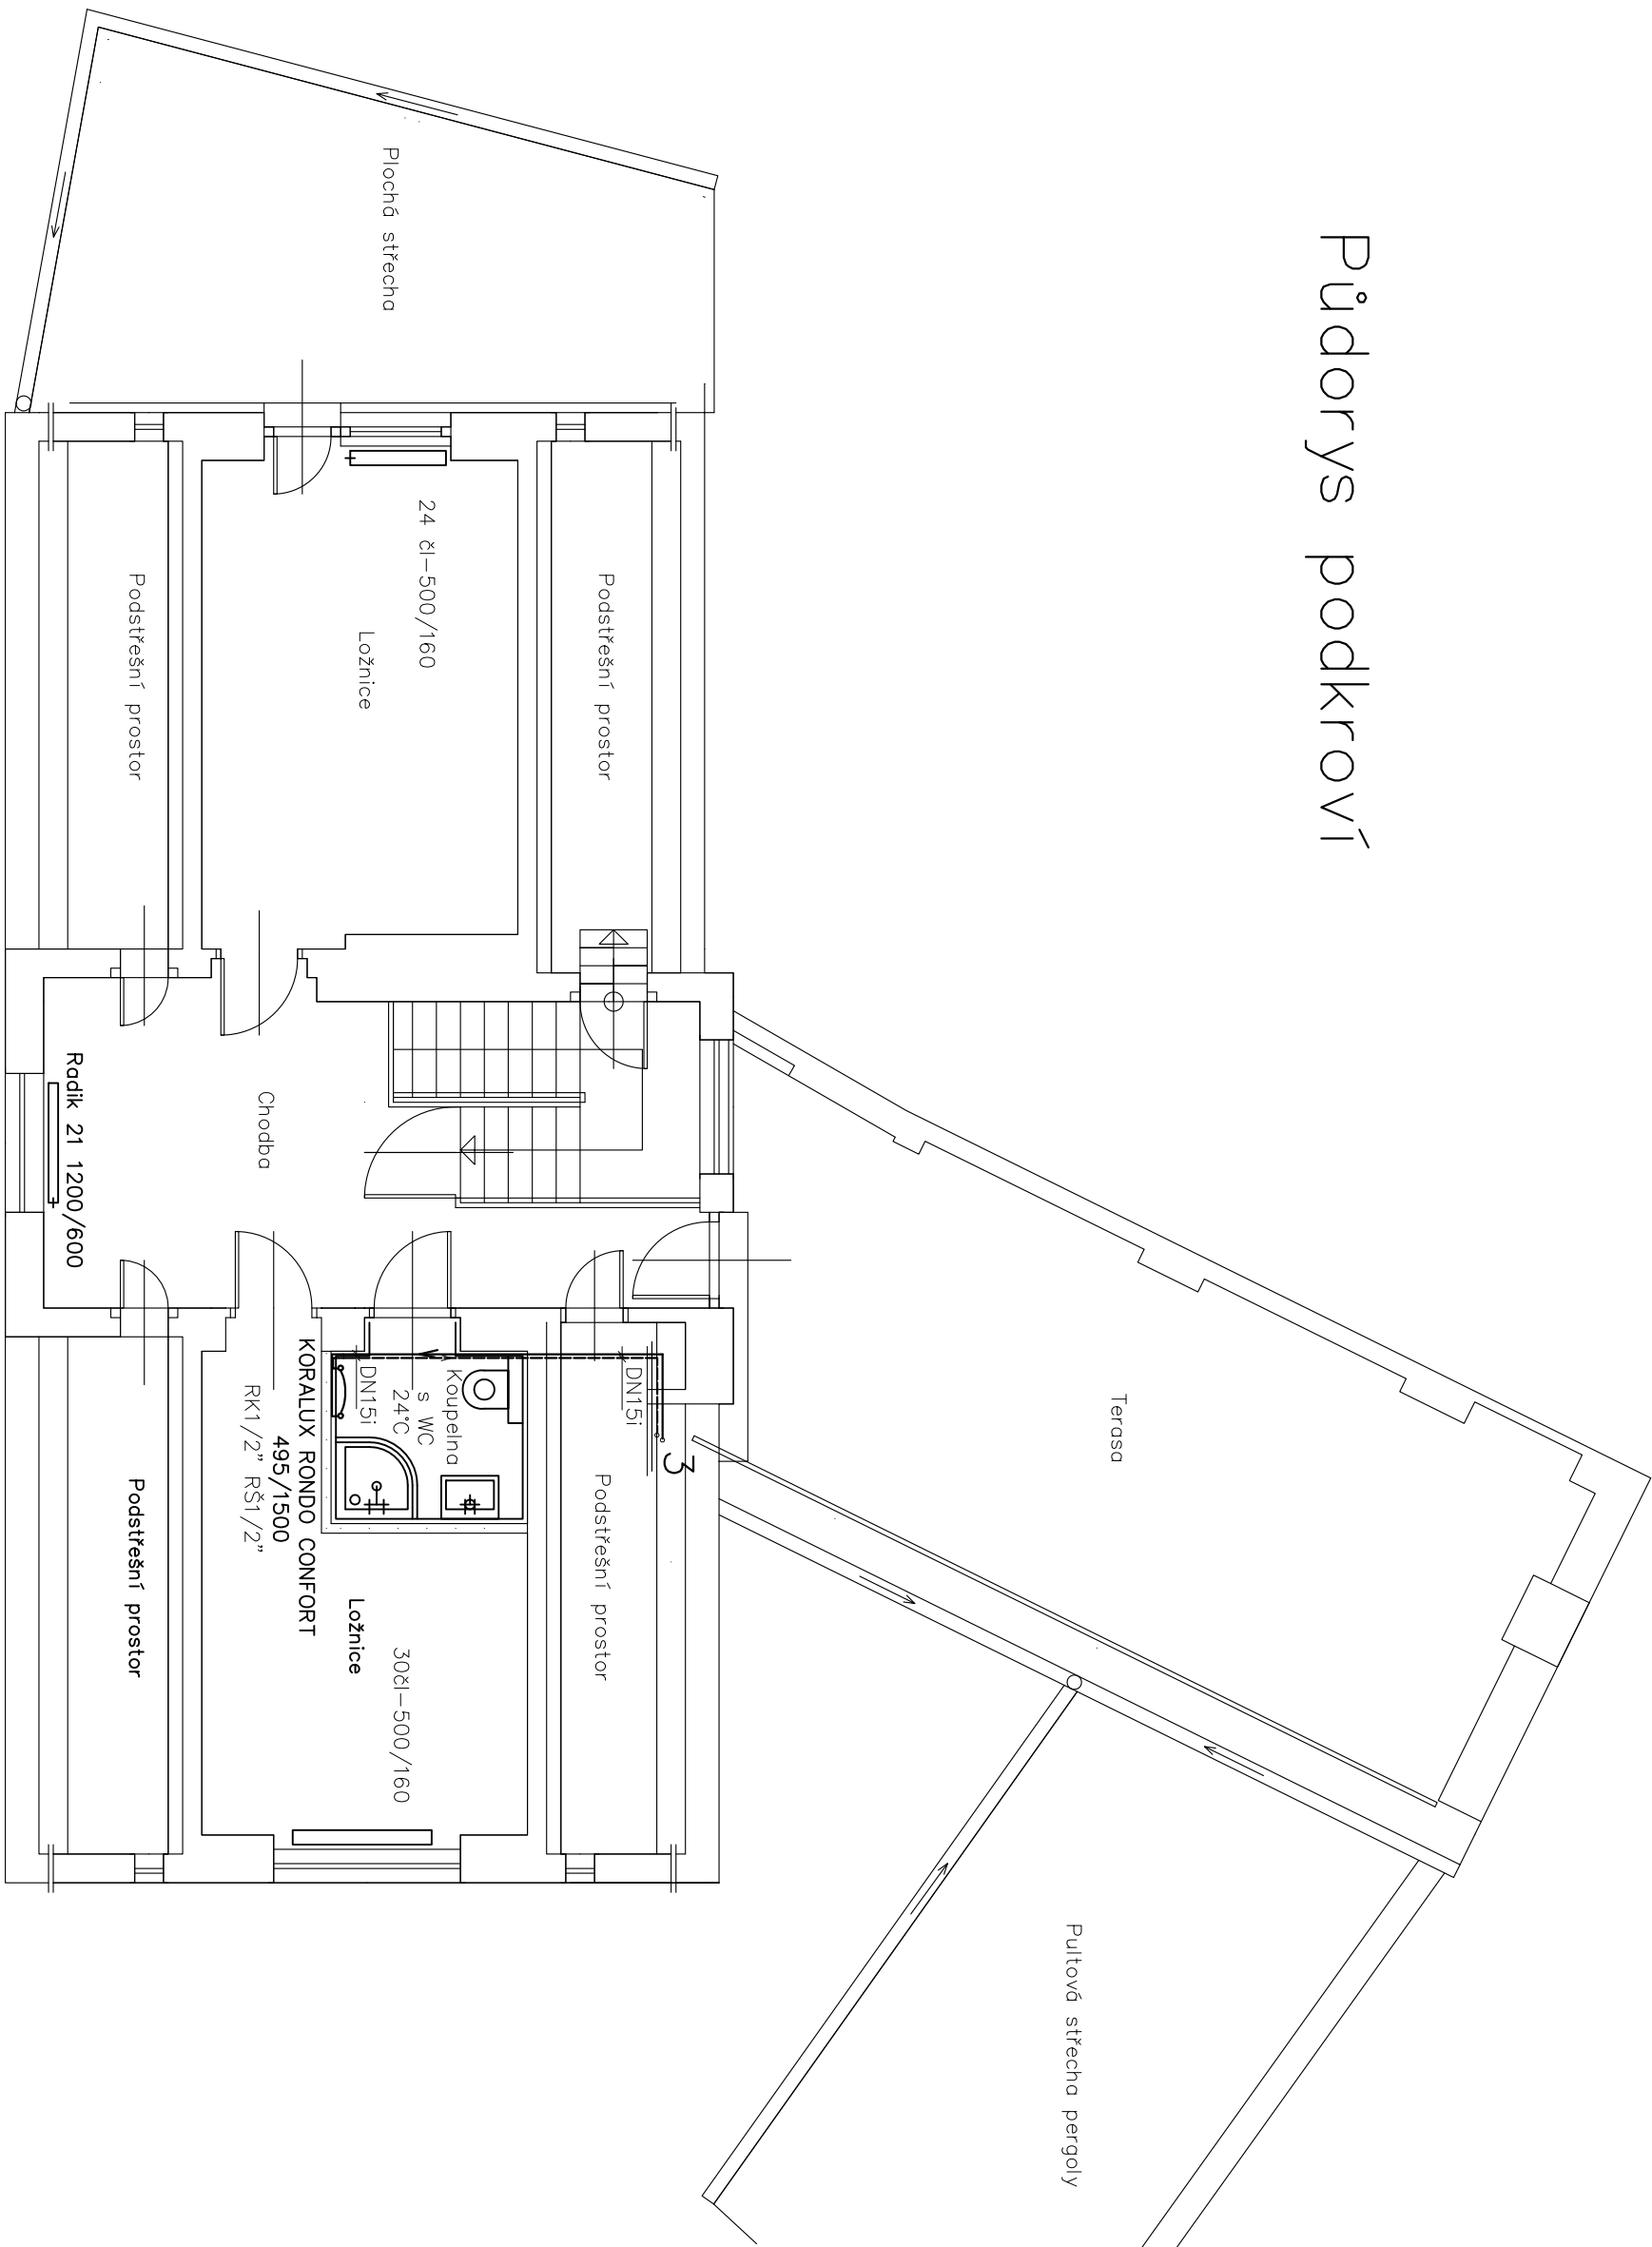 Půdorys podkroví
Plochá střecha
Podstřešní prostor
24 čl-500/160
Ložnice
Podstřešní prostor
Terasa
Chodba
Radik 21 1200/600
DN15i
3
Koupelna
s WC
24°C
DN15i
KORALUX RONDO CONFORT
495/1500
RK1/2" RŠ1/2"
Podstřešní prostor
Ložnice
30čl-500/160
Podstřešní prostor
Pultová střecha pergoly